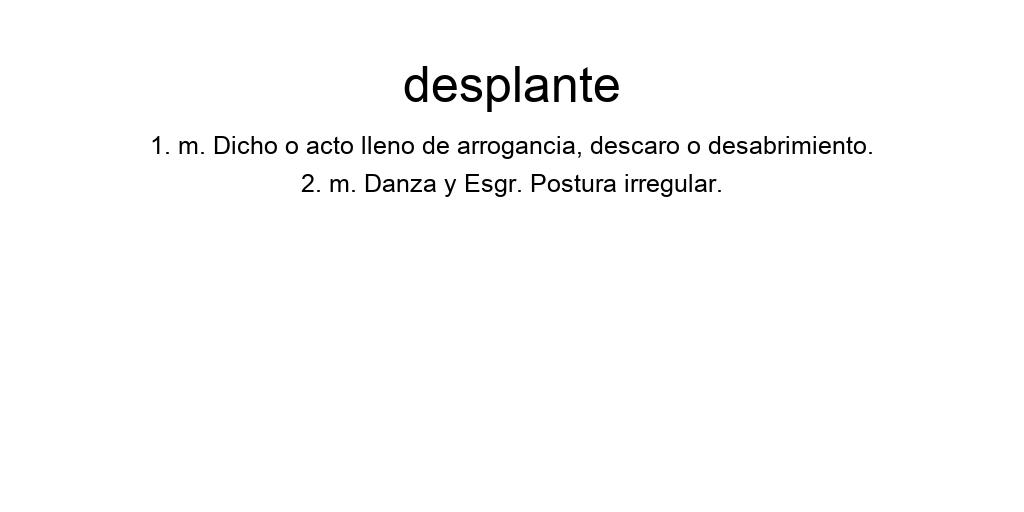 desplante
1. m. Dicho o acto lleno de arrogancia, descaro o desabrimiento.
2. m. Danza y Esgr. Postura irregular.